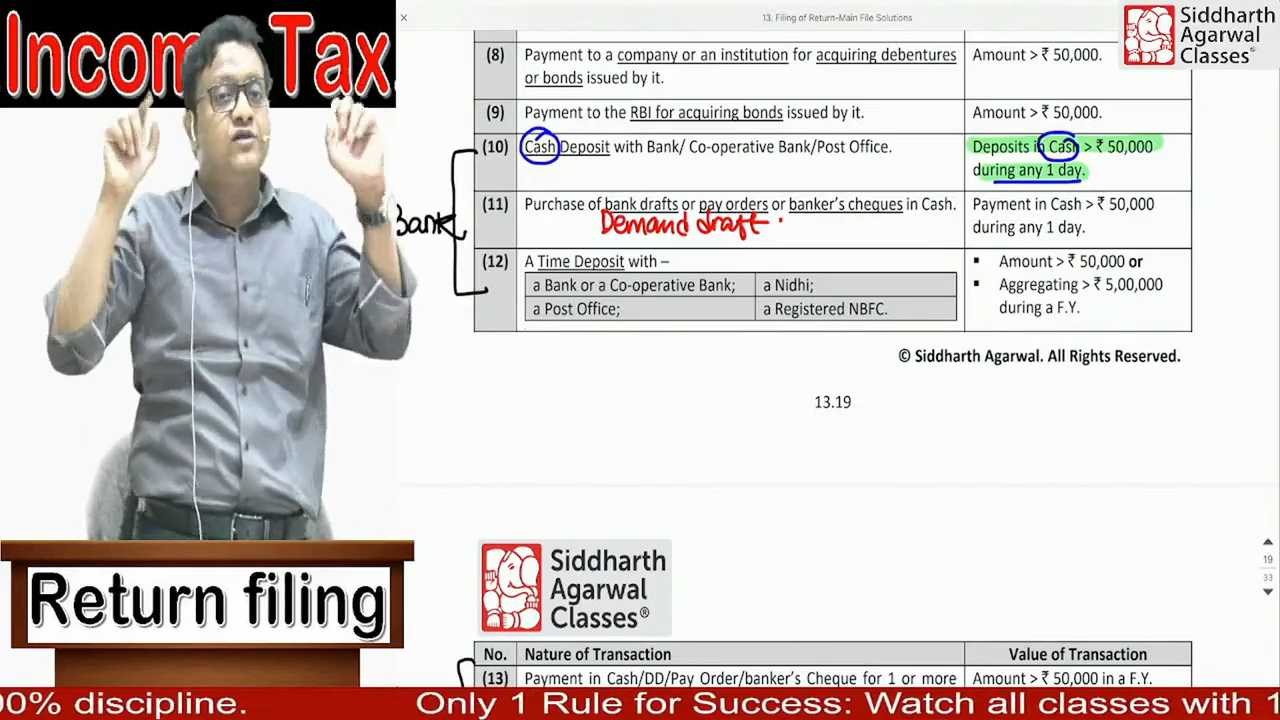 Income Tax
13. Filing of Return-Main File Solutions
Siddharth
Agarwal
Classes®
(8) Payment to a company or an institution for acquiring debentures or bonds issued by it. Amount > ₹ 50,000.
(9) Payment to the RBI for acquiring bonds issued by it. Amount > ₹ 50,000.
(10) Cash Deposit with Bank/ Co-operative Bank/Post Office. Deposits in Cash > ₹ 50,000 during any 1 day.
(11) Purchase of bank drafts or pay orders or banker's cheques in Cash. Payment in Cash > ₹ 50,000 during any 1 day.
Demand draft
Bank
(12) A Time Deposit with –
a Bank or a Co-operative Bank; a Nidhi;
a Post Office; a Registered NBFC.
▪ Amount > ₹ 50,000 or
▪ Aggregating > ₹ 5,00,000
during a F.Y.
© Siddharth Agarwal. All Rights Reserved.
13.19
Siddharth
Agarwal
Classes®
19
33
Return filing
No. Nature of Transaction Value of Transaction
(13) Payment in Cash/DD/Pay Order/banker's Cheque for 1 or more Amount > ₹ 50,000 in a F.Y.
00% discipline. Only 1 Rule for Success: Watch all classes with 1